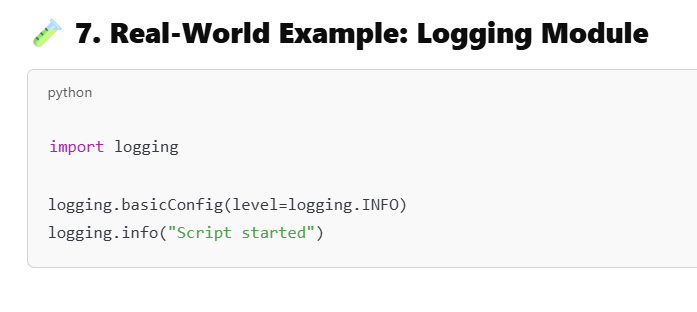 🧪 7. Real-World Example: Logging Module
python
import logging
logging.basicConfig(level=logging.INFO)
logging.info("Script started")